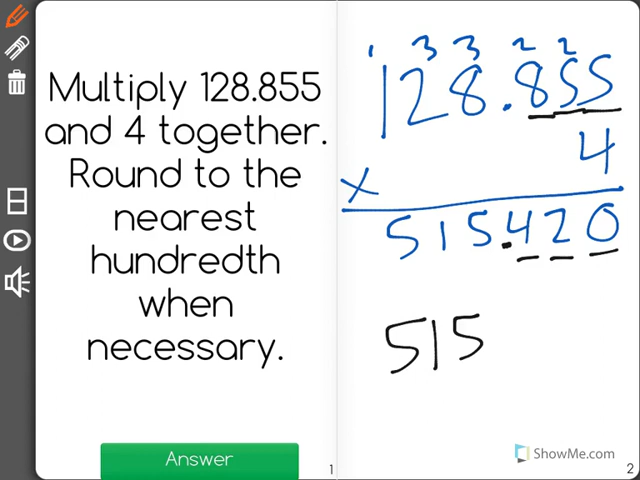 Multiply 128.855
and 4 together.
Round to the
nearest
hundredth
when
necessary.
Answer
1
1 3 3 2 2
128.855
4
×
515.420
515
ShowMe.com
2